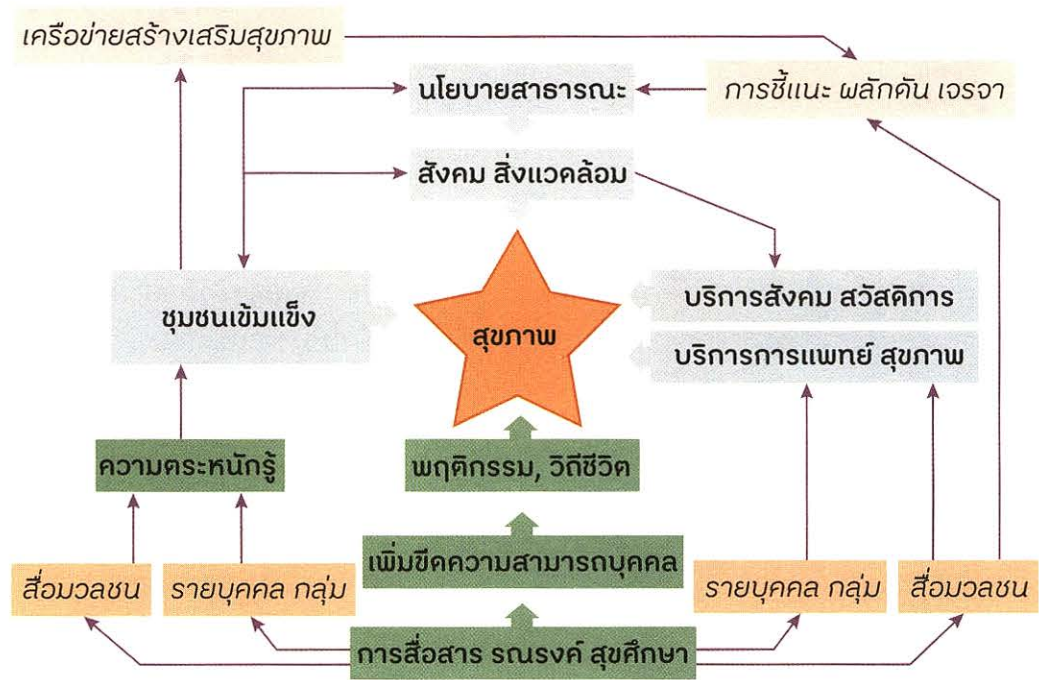 เครือข่ายสร้างเสริมสุขภาพ
นโยบายสาธารณะ
การชี้แนะ ผลักดัน เจรจา
สังคม สิ่งแวดล้อม
ชุมชนเข้มแข็ง
สุขภาพ
บริการสังคม สวัสดิการ
บริการการแพทย์ สุขภาพ
ความตระหนักรู้
พฤติกรรม, วิถีชีวิต
เพิ่มขีดความสามารถบุคคล
สื่อมวลชน
รายบุคคล กลุ่ม
รายบุคคล กลุ่ม
สื่อมวลชน
การสื่อสาร รณรงค์ สุขศึกษา